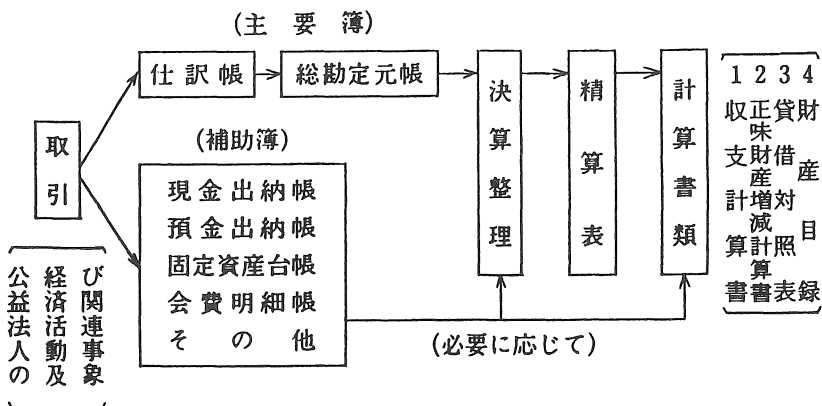 (主要簿)
仕訳帳
総勘定元帳
取引
公益法人の
経済活動及
び関連事象
(補助簿)
現金出納帳
預金出納帳
固定資産台帳
会費明細帳
その他
決算整理
精算表
計算書類
1収支計算書
2正味財産増減計算書
3貸借対照表
4財産目録
(必要に応じて)